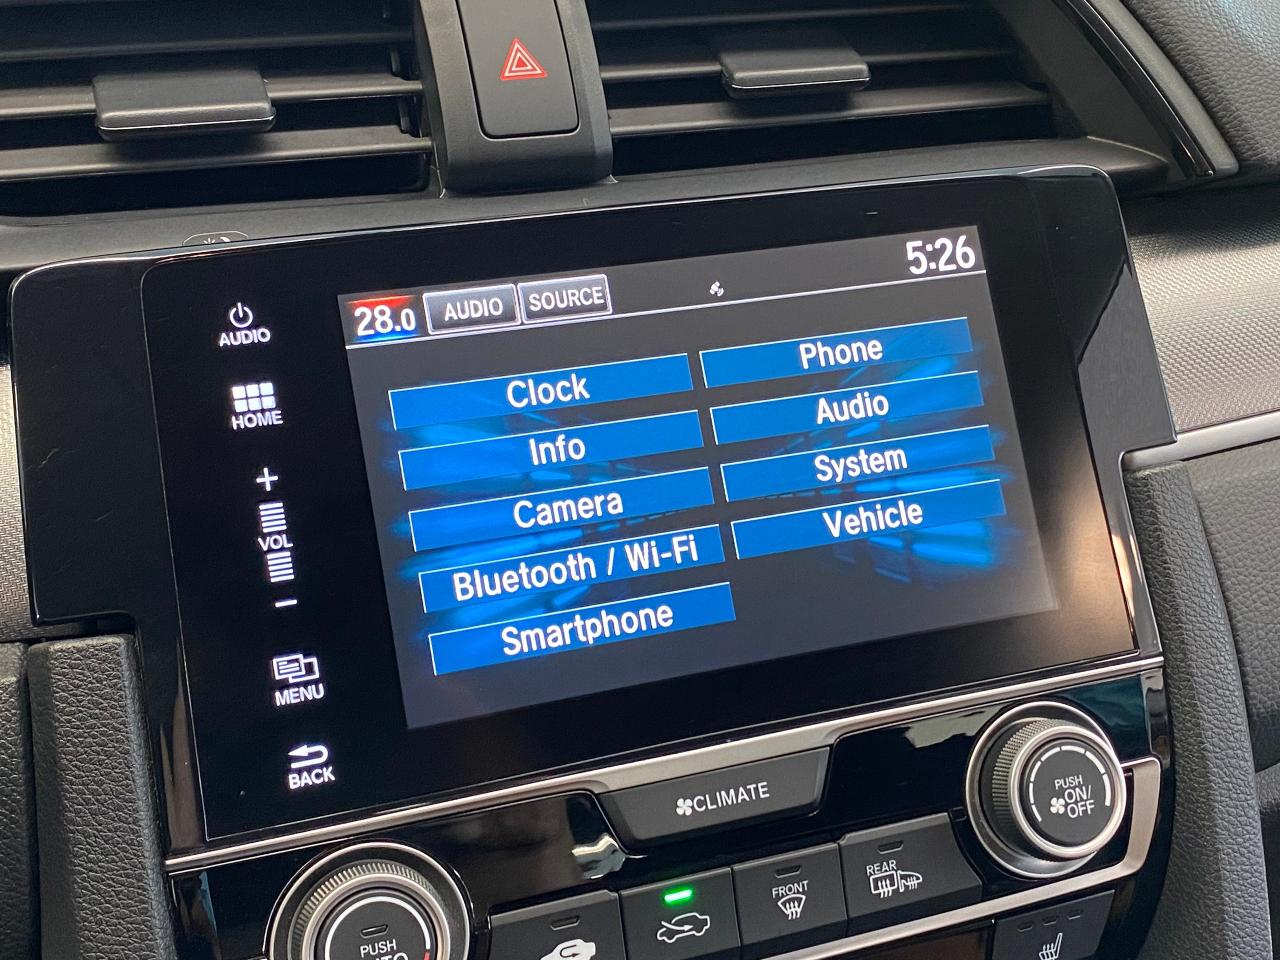 5:26
28.0
AUDIO
SOURCE
AUDIO
HOME
+
VOL
-
MENU
BACK
Clock
Info
Camera
Bluetooth / Wi-Fi
Smartphone
Phone
Audio
System
Vehicle
CLIMATE
PUSH
ON/
OFF
FRONT
REAR
PUSH